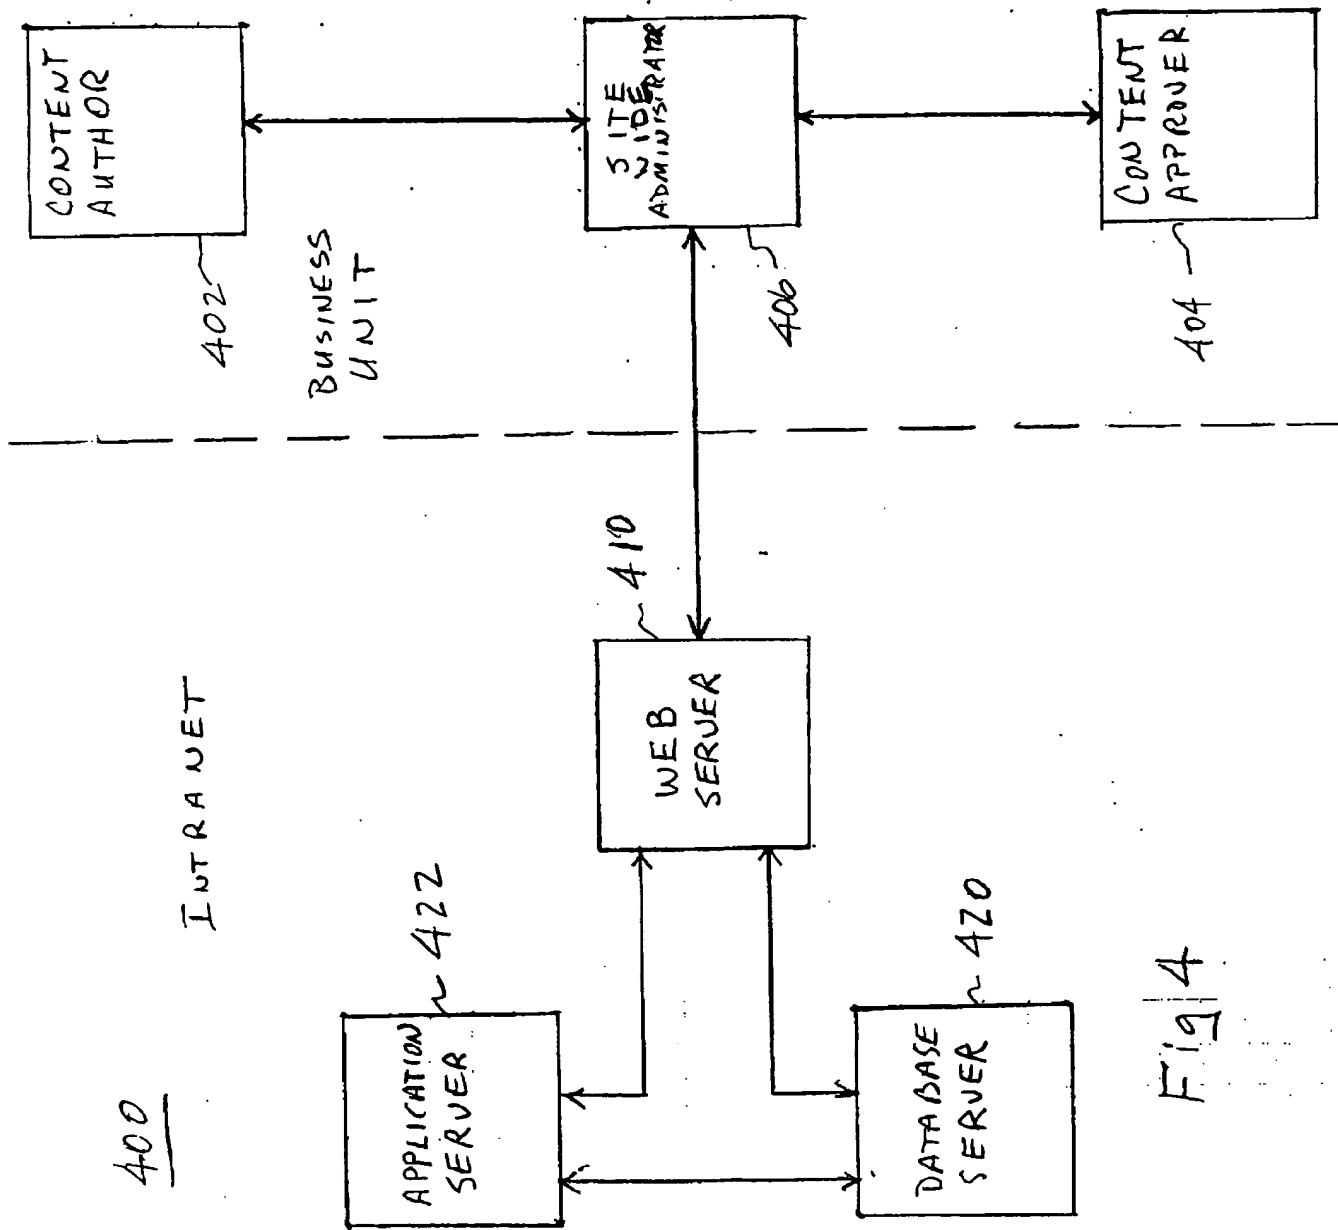 400
INTRANET
BUSINESS
UNIT
APPLICATION
SERVER
422
WEB
SERVER
410
CONTENT
AUTHOR
402
SITE
WIDE
ADMINISTRATOR
406
DATABASE
SERVER
420
CONTENT
APPROVER
404
Fig 4